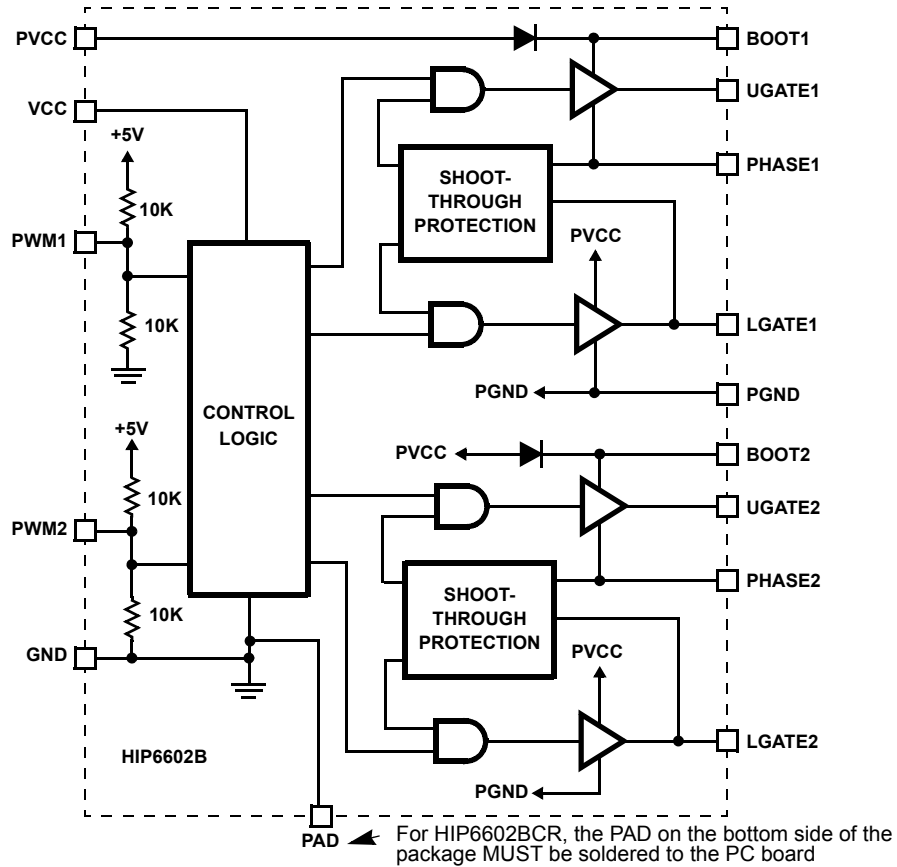 PVCC
BOOT1
UGATE1
VCC
+5V
10K
SHOOT-
THROUGH
PROTECTION
PHASE1
PWM1
PVCC
10K
LGATE1
PGND
PGND
CONTROL
LOGIC
+5V
PVCC
BOOT2
10K
UGATE2
PWM2
PHASE2
SHOOT-
THROUGH
PROTECTION
10K
GND
PVCC
LGATE2
HIP6602B
PGND
PAD
For HIP6602BCR, the PAD on the bottom side of the
package MUST be soldered to the PC board